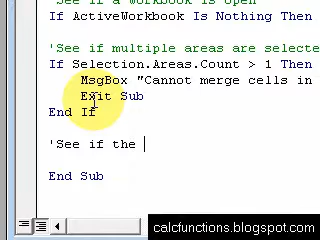 'See if a workbook is open
If ActiveWorkbook Is Nothing Then
'See if multiple areas are selecte
If Selection.Areas.Count > 1 Then
MsgBox "Cannot merge cells in
Exit Sub
End If
'See if the
End Sub
calcfunctions.blogspot.com